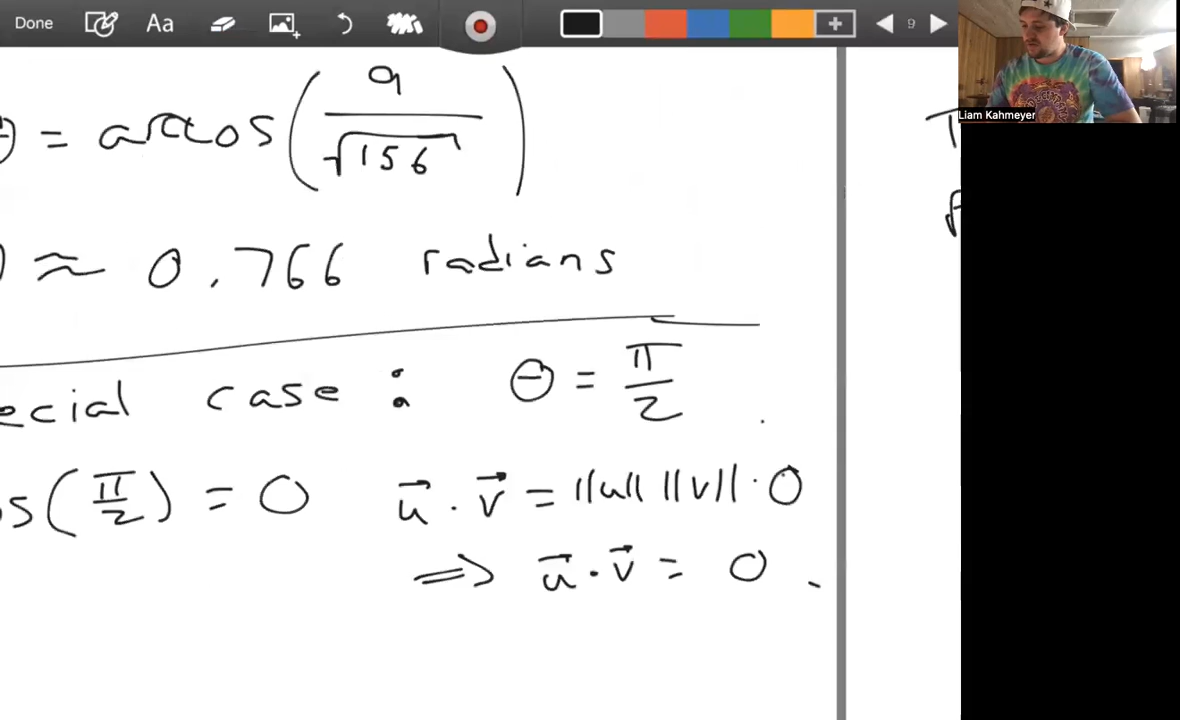 Done Aa + 9
Liam Kahmeyer
= arccos(9/√156)
≈ 0.766 radians
ecial case : θ = π/2
s(π/2) = 0 u⃗ · v⃗ = ||u|| ||v|| · 0
⟹ u⃗ · v⃗ = 0 .